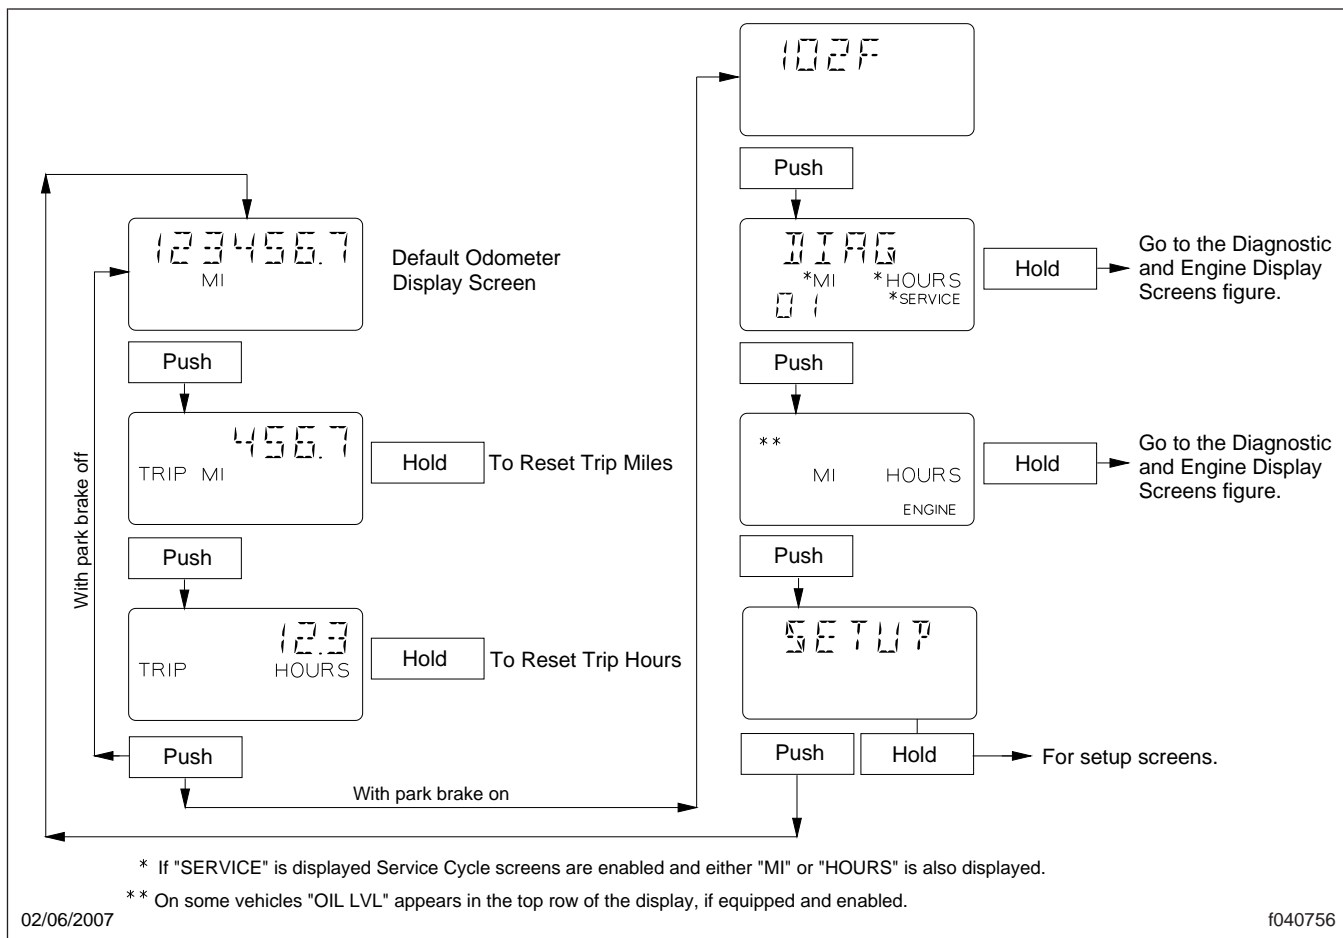 123456.7
MI
Default Odometer
Display Screen
Push
456.7
TRIP MI
Hold
To Reset Trip Miles
Push
12.3
TRIP HOURS
Hold
To Reset Trip Hours
With park brake off
Push
With park brake on
102F
Push
DIAG
*MI *HOURS
*SERVICE
01
Hold
Go to the Diagnostic
and Engine Display
Screens figure.
Push
**
MI HOURS
ENGINE
Hold
Go to the Diagnostic
and Engine Display
Screens figure.
Push
SETUP
Push
Hold
For setup screens.
* If "SERVICE" is displayed Service Cycle screens are enabled and either "MI" or "HOURS" is also displayed.
** On some vehicles "OIL LVL" appears in the top row of the display, if equipped and enabled.
02/06/2007
f040756